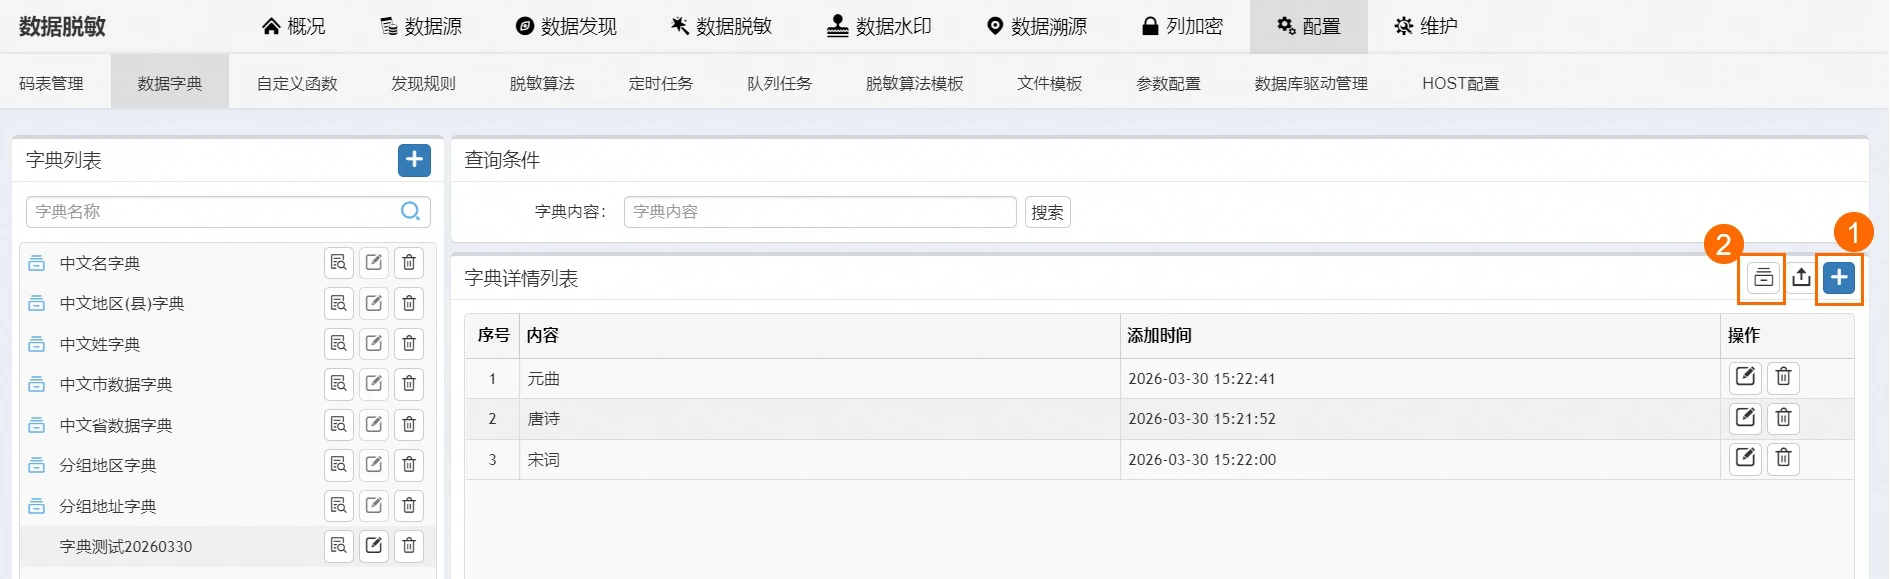 数据脱敏 概况 数据源 数据发现 数据脱敏 数据水印 数据溯源 列加密 配置 维护
码表管理 数据字典 自定义函数 发现规则 脱敏算法 定时任务 队列任务 脱敏算法模板 文件模板 参数配置 数据库驱动管理 HOST配置
字典列表
字典名称
中文名字典
中文地区(县)字典
中文姓字典
中文市数据字典
中文省数据字典
分组地区字典
分组地址字典
字典测试20260330
查询条件
字典内容： 字典内容 搜索
2 1
字典详情列表
序号 内容 添加时间 操作
1 元曲 2026-03-30 15:22:41
2 唐诗 2026-03-30 15:21:52
3 宋词 2026-03-30 15:22:00